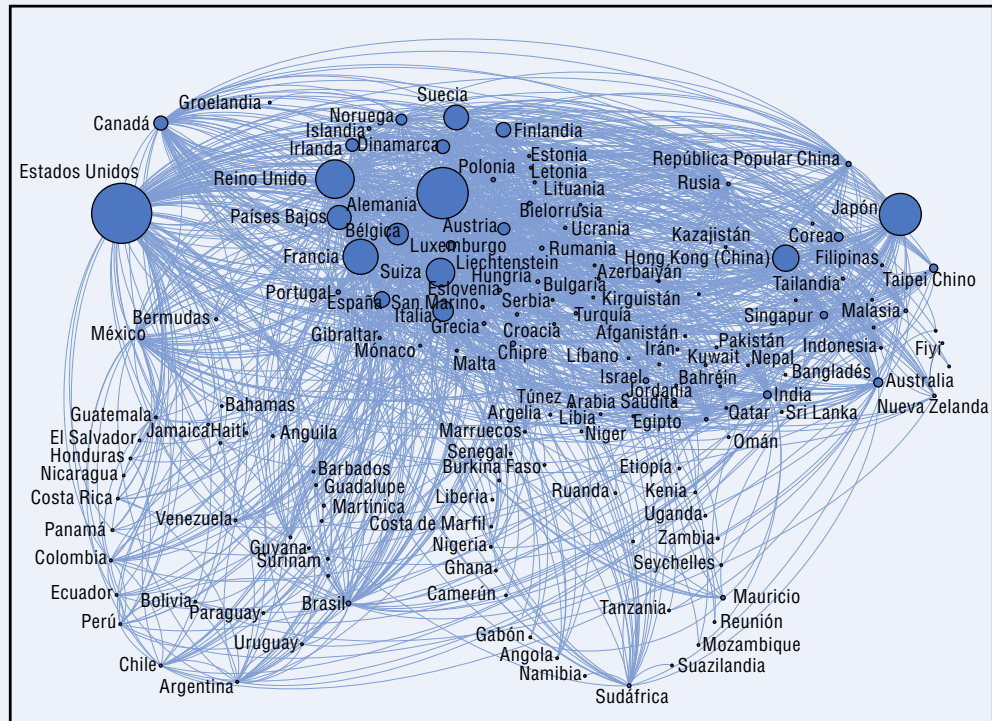 Groelandia
Suecia
Noruega
Canadá
Islandia
Finlandia
Irlanda
Dinamarca
Estonia
República Popular China
Polonia
Letonia
Estados Unidos
Reino Unido
Lituania
Rusia
Alemania
Japón
Países Bajos
Bielorrusia
Bélgica
Austria
Ucrania
Kazajistán
Corea
Luxemburgo
Rumania
Francia
Liechtenstein
Hong Kong (China)
Filipinas
Suiza
Hungría
Azerbaiyán
Taipei Chino
Eslovenia
Bulgaria
Tailandia
Portugal
España
San Marino
Serbia
Kirguistán
Malasia
Bermudas
Italia
Turquía
Singapur
México
Gibraltar
Grecia
Croacia
Afganistán
Pakistán
Mónaco
Chipre
Líbano
Irán
Kuwait
Nepal
Indonesia
Fiyi
Malta
Bangladés
Israel
Bahréin
Australia
Jordania
India
Túnez
Arabia Saudita
Nueva Zelanda
Guatemala
Bahamas
Argelia
Libia
Egipto
Qatar
Sri Lanka
El Salvador
Jamaica
Haití
Anguila
Marruecos
Níger
Omán
Honduras
Senegal
Nicaragua
Barbados
Burkina Faso
Etiopía
Guadalupe
Costa Rica
Martinica
Liberia
Ruanda
Kenia
Panamá
Venezuela
Costa de Marfil
Uganda
Guyana
Nigeria
Zambia
Colombia
Surinam
Ghana
Seychelles
Ecuador
Bolivia
Brasil
Camerún
Mauricio
Perú
Paraguay
Tanzania
Reunión
Uruguay
Gabón
Mozambique
Chile
Angola
Suazilandia
Argentina
Namibia
Sudáfrica